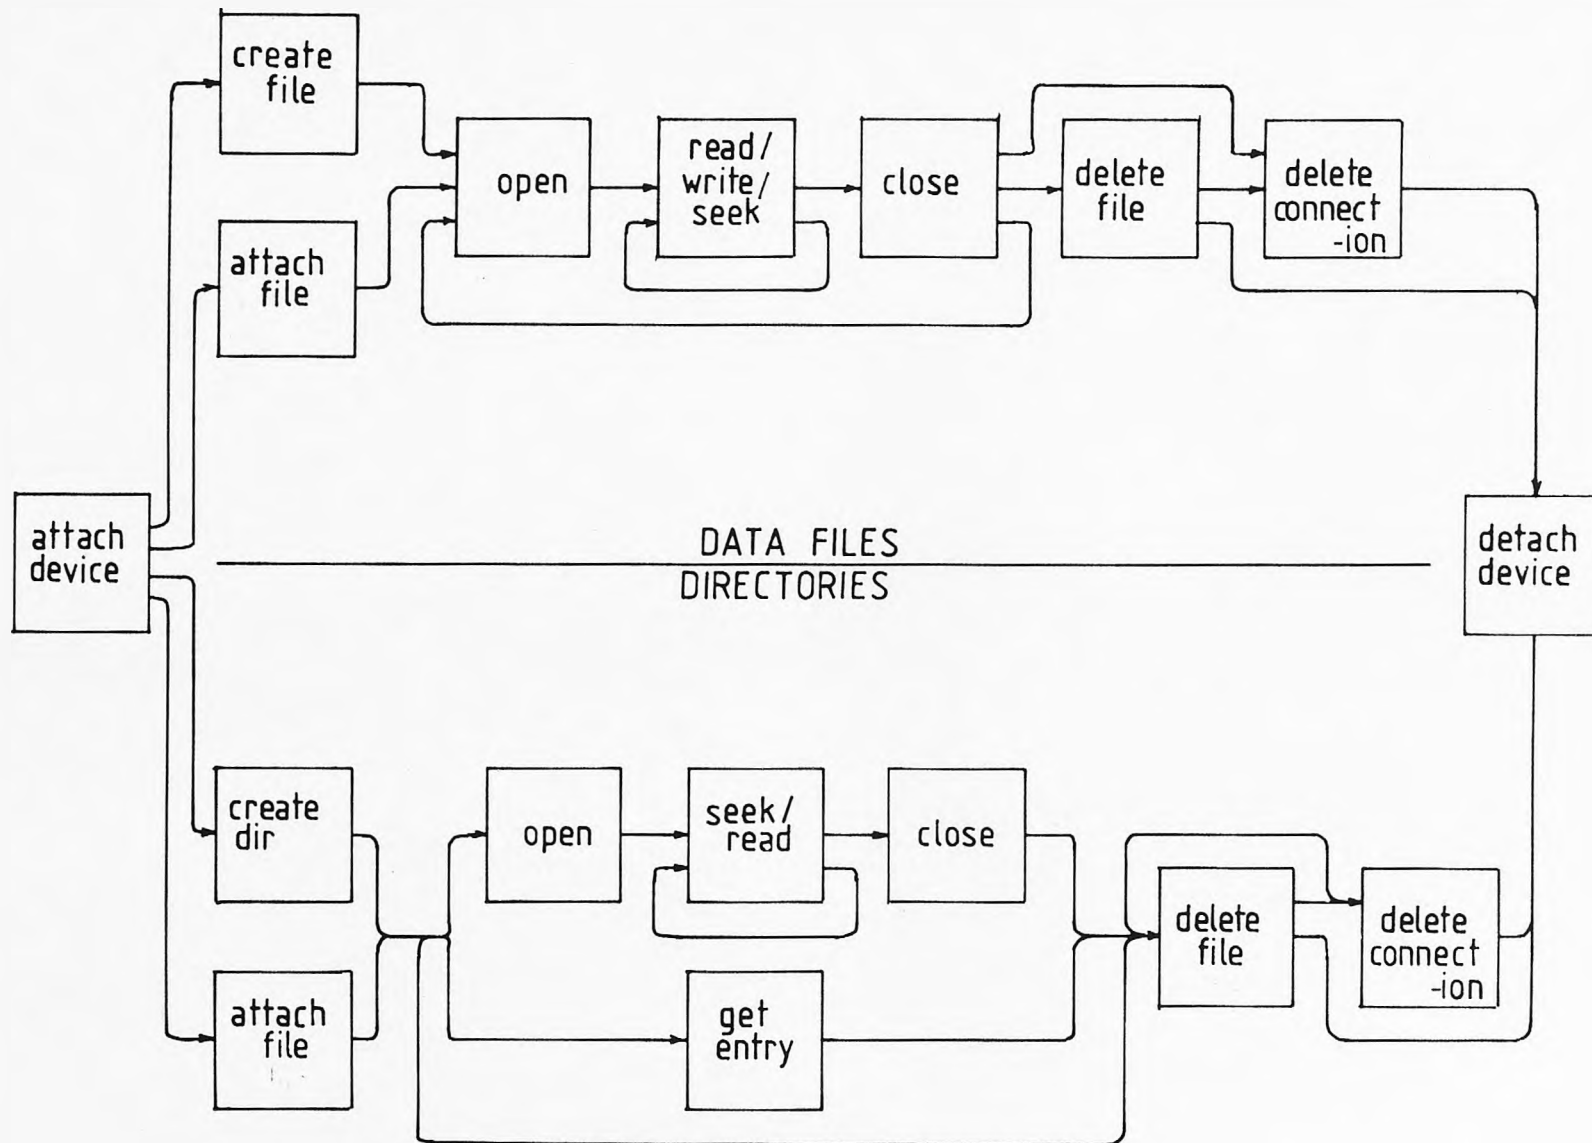 create
file
attach
file
open
read/
write/
seek
close
delete
file
delete
connect
-ion
attach
device
DATA FILES
DIRECTORIES
detach
device
create
dir
attach
file
open
seek/
read
close
get
entry
delete
file
delete
connect
-ion